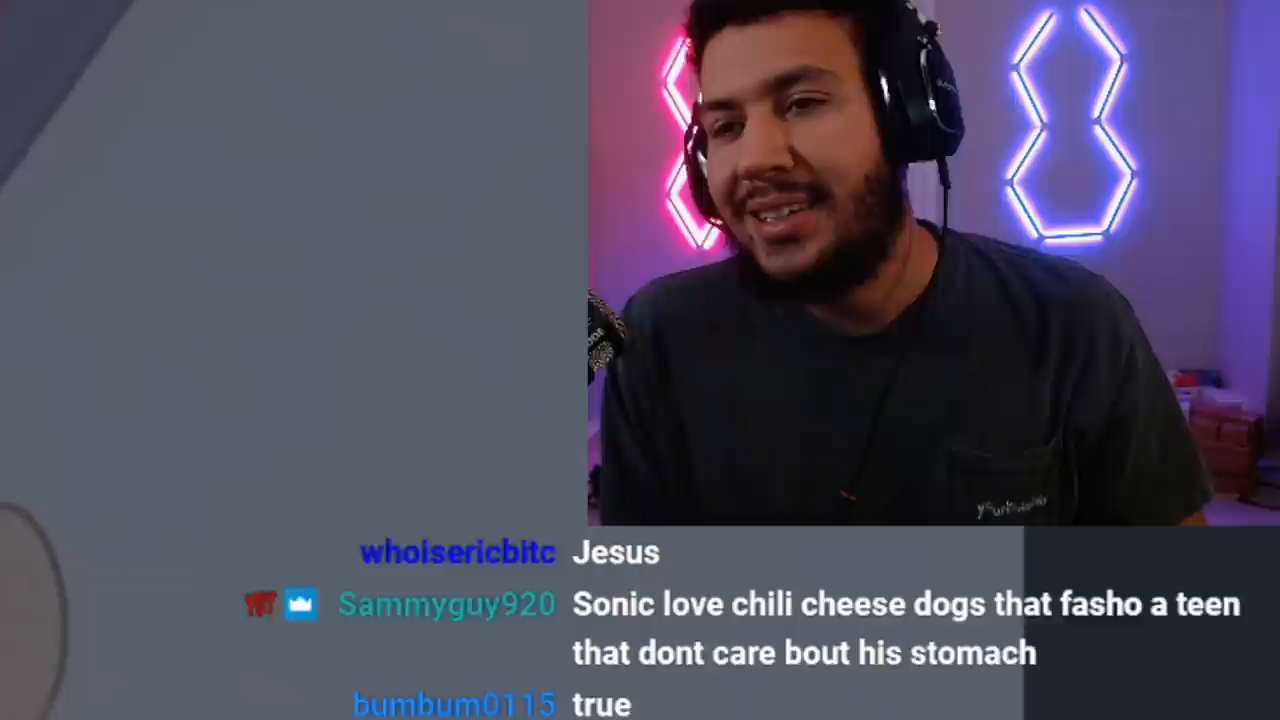 whoisericbitc Jesus
Sammyguy920 Sonic love chili cheese dogs that fasho a teen
that dont care bout his stomach
bumbum0115 true